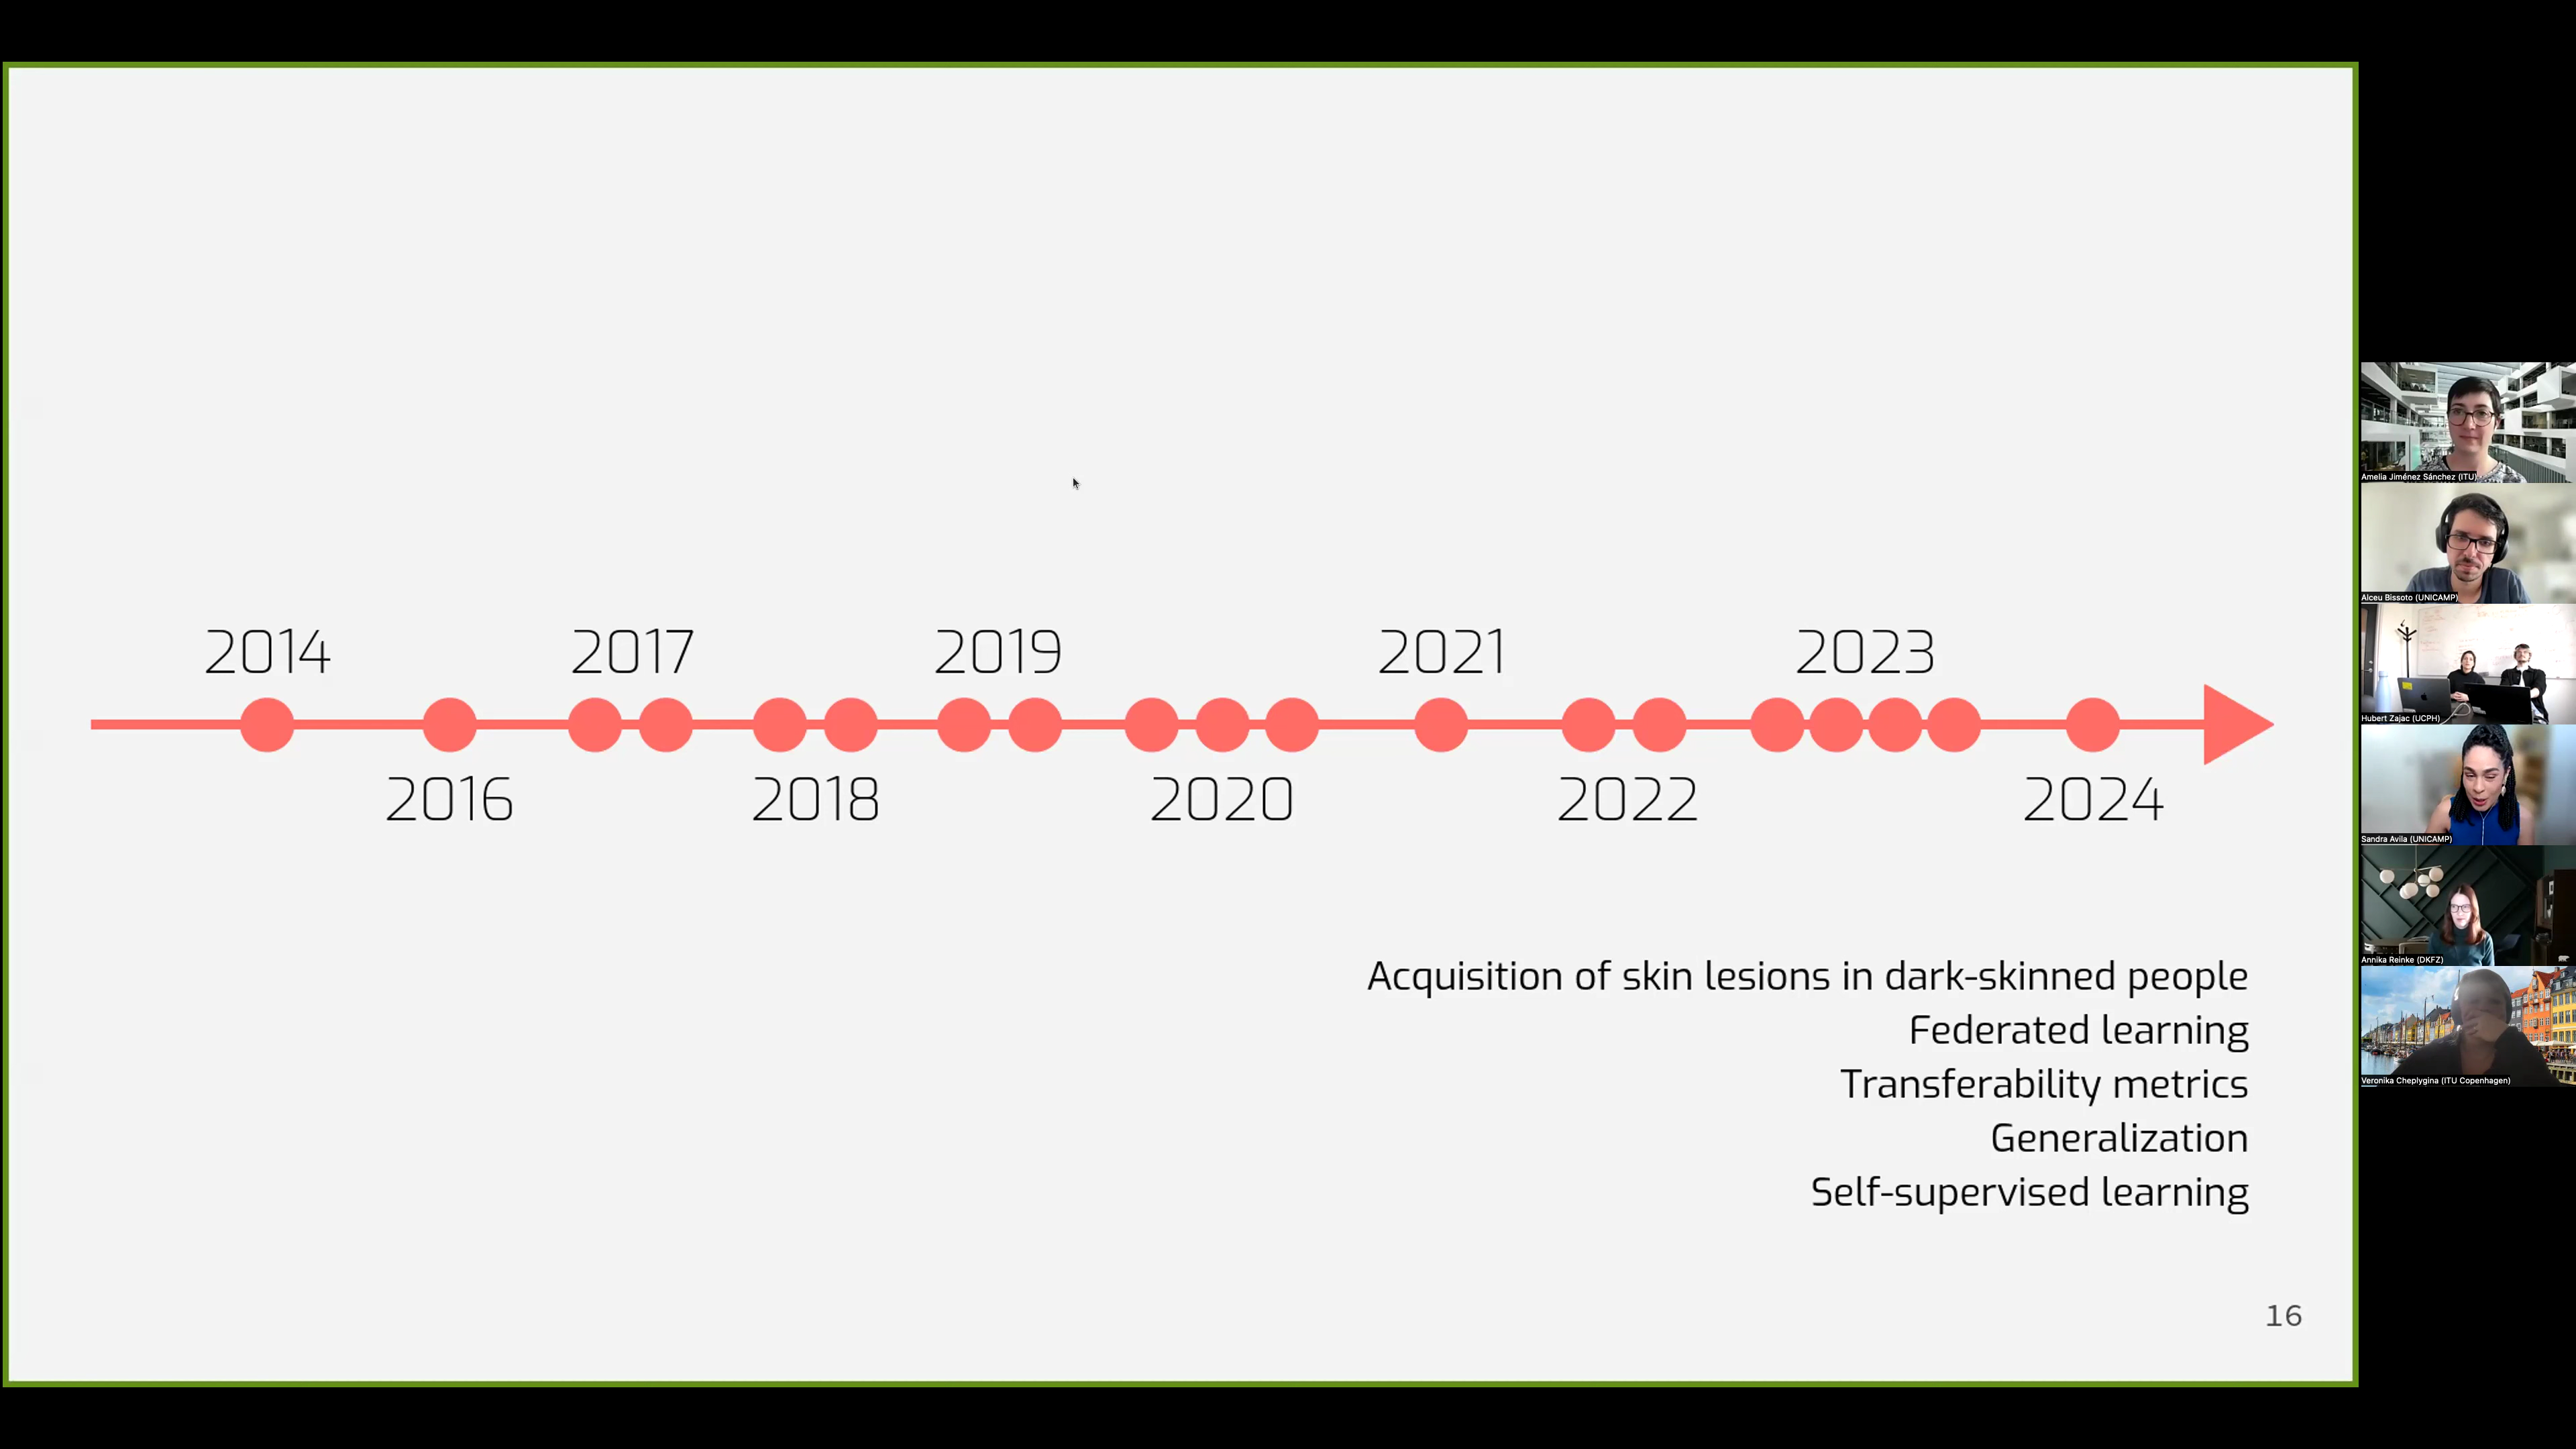 2014
2017
2019
2021
2023
2016
2018
2020
2022
2024
Acquisition of skin lesions in dark-skinned people
Federated learning
Transferability metrics
Generalization
Self-supervised learning
16
Amelia Jiménez Sánchez (ITU)
Alceu Bissoto (UNICAMP)
Hubert Zajac (UCPH)
Sandra Avila (UNICAMP)
Annika Reinke (DKFZ)
Veronika Cheplygina (ITU Copenhagen)